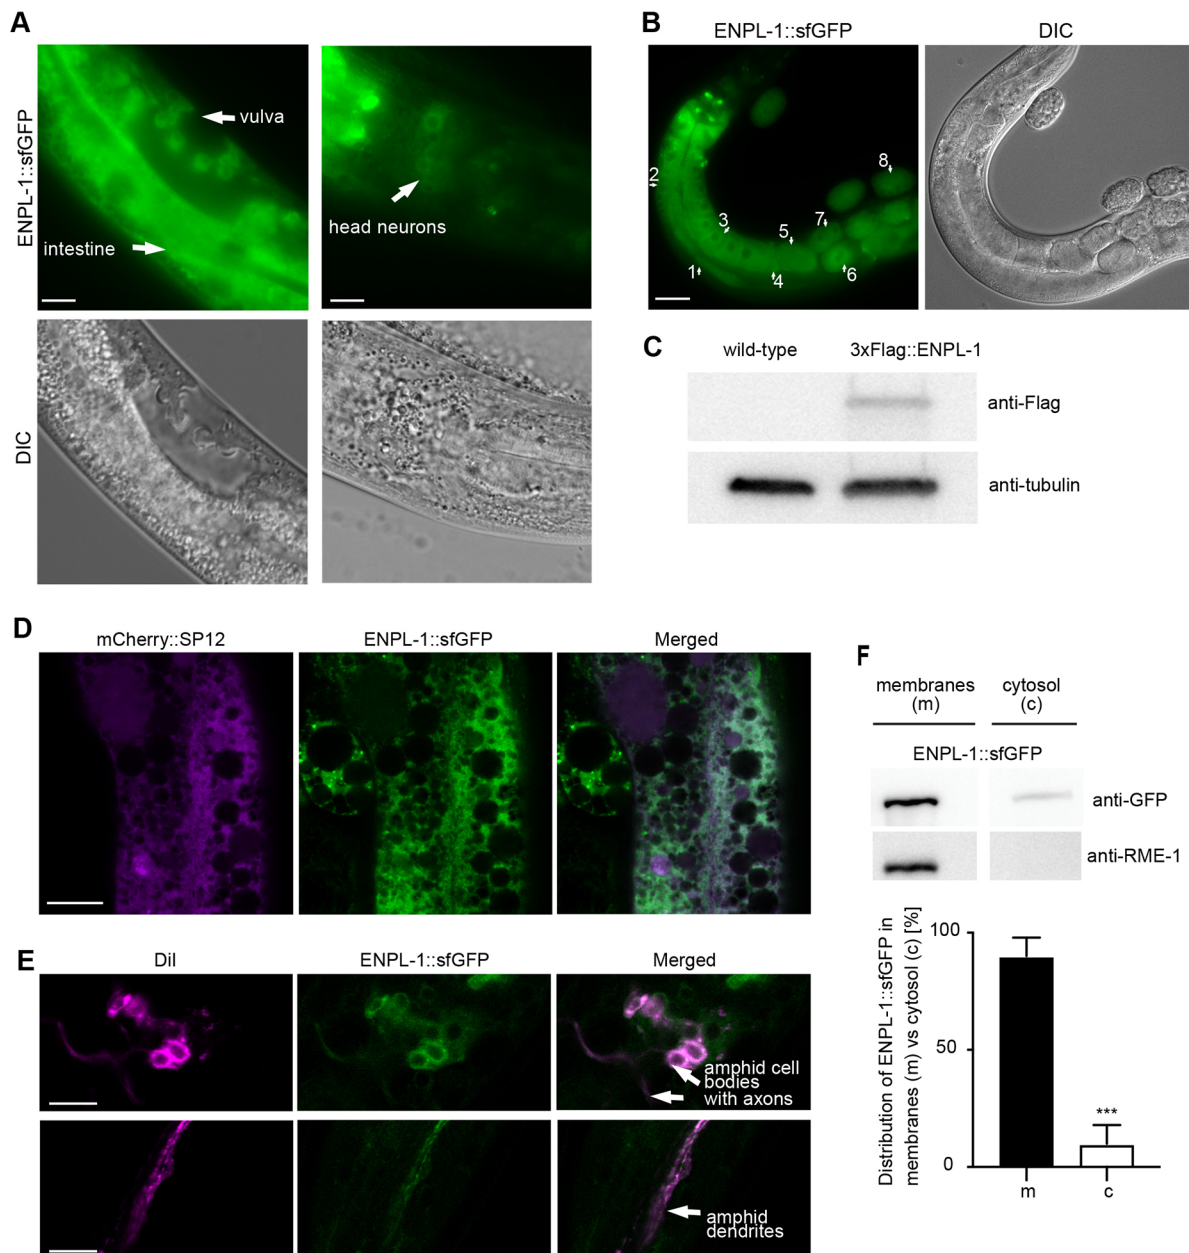 A
ENPL-1::sfGFP
vulva
intestine
head neurons
DIC
B
ENPL-1::sfGFP
DIC
1
2
3
4
5
6
7
8
C
wild-type
3xFlag::ENPL-1
anti-Flag
anti-tubulin
D
mCherry::SP12
ENPL-1::sfGFP
Merged
E
DiI
ENPL-1::sfGFP
Merged
amphid cell
bodies
with axons
amphid
dendrites
F
membranes
(m)
cytosol
(c)
ENPL-1::sfGFP
anti-GFP
anti-RME-1
Distribution of ENPL-1::sfGFP in
membranes (m) vs cytosol (c) [%]
100
50
0
***
m
c